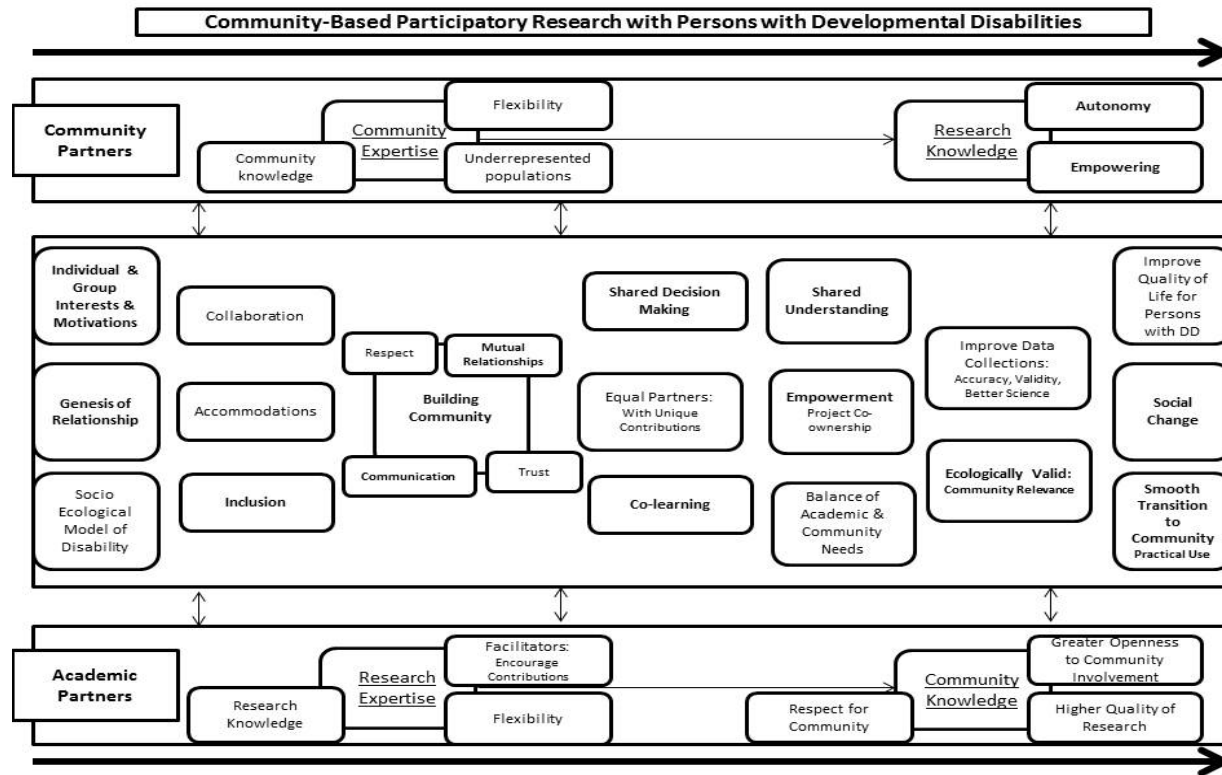 Community-Based Participatory Research with Persons with Developmental Disabilities
Community
Partners
Community
knowledge
Community
Expertise
Flexibility
Underrepresented
populations
Research
Knowledge
Autonomy
Empowering
Individual &
Group
Interests &
Motivations
Genesis of
Relationship
Socio
Ecological
Model of
Disability
Collaboration
Accommodations
Inclusion
Respect
Mutual
Relationships
Building
Community
Communication
Trust
Shared Decision
Making
Equal Partners:
With Unique
Contributions
Co-learning
Shared
Understanding
Empowerment
Project Co-
ownership
Balance of
Academic &
Community
Needs
Improve Data
Collections:
Accuracy, Validity,
Better Science
Ecologically Valid:
Community Relevance
Improve
Quality of
Life for
Persons
with DD
Social
Change
Smooth
Transition
to
Community
Practical Use
Academic
Partners
Research
Knowledge
Research
Expertise
Facilitators:
Encourage
Contributions
Flexibility
Respect for
Community
Community
Knowledge
Greater Openness
to Community
Involvement
Higher Quality of
Research